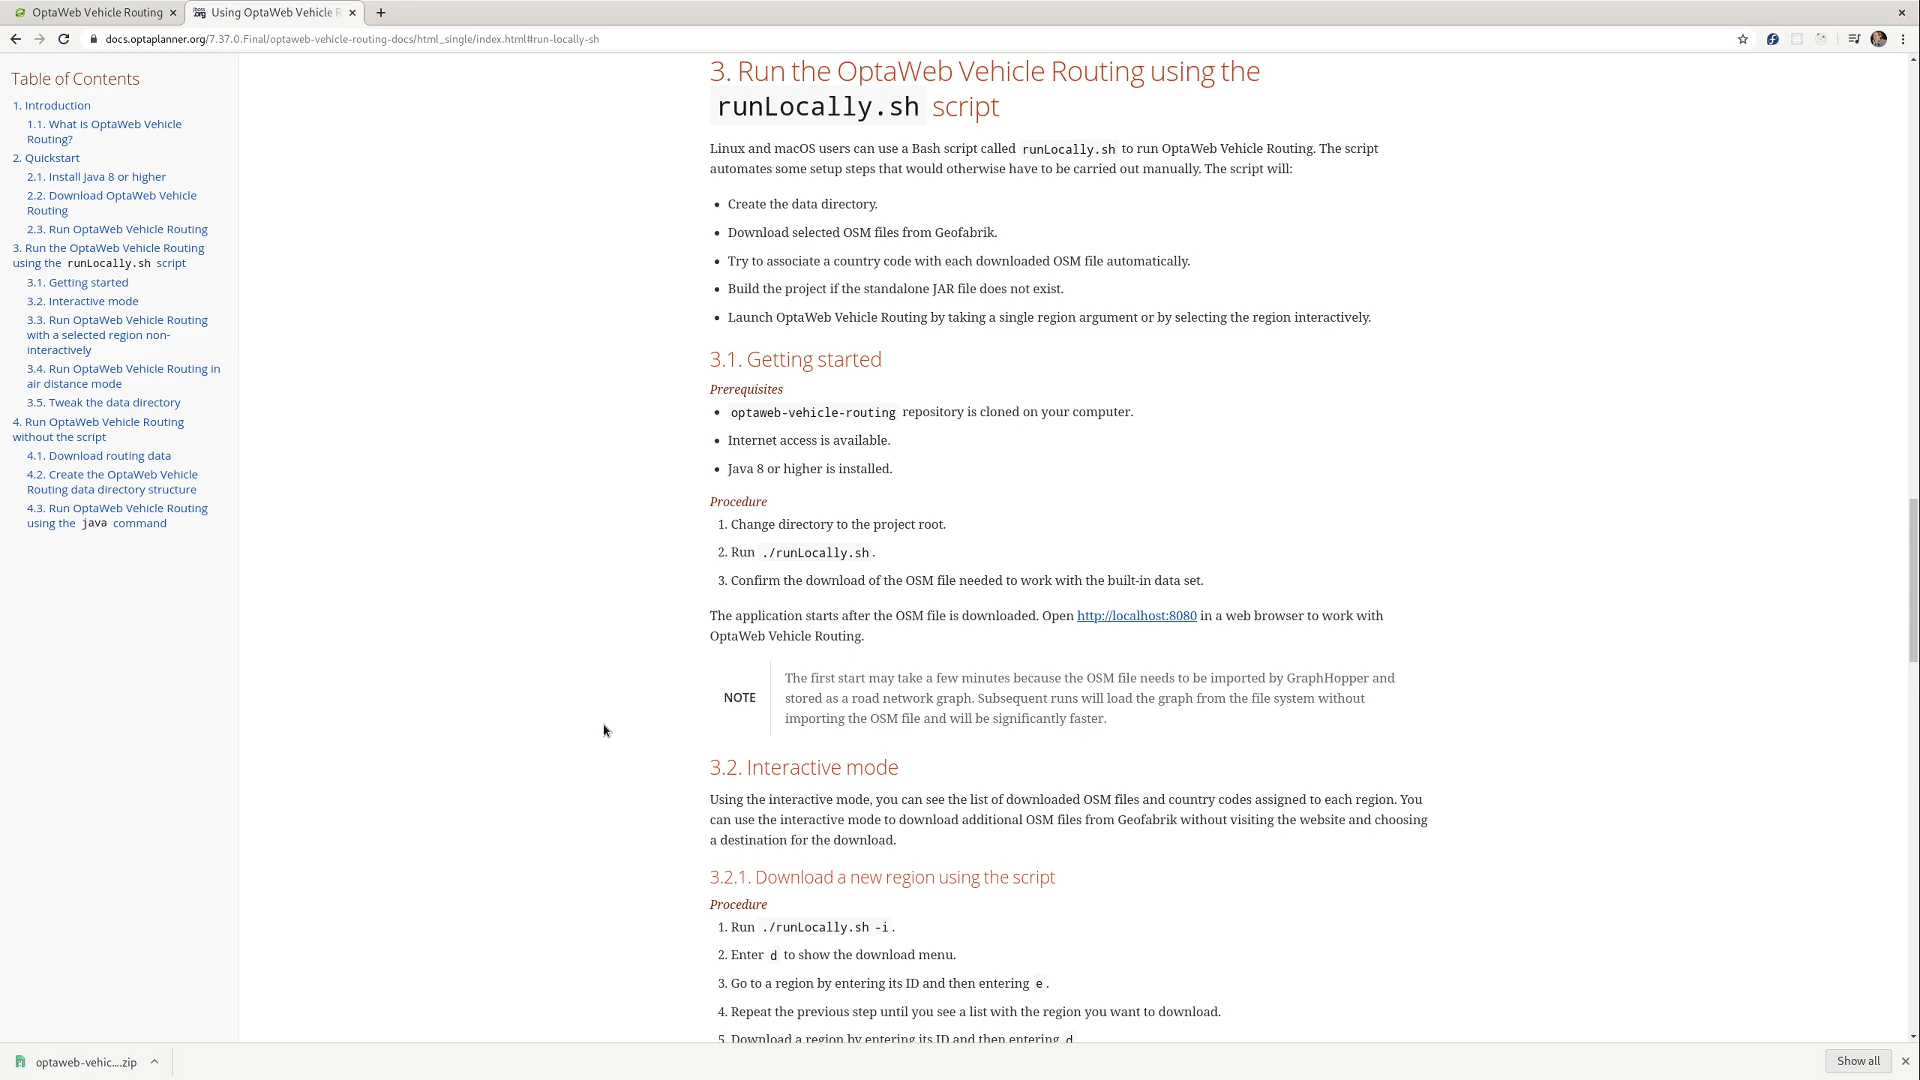 OptaWeb Vehicle Routing
Using OptaWeb Vehicle R
docs.optaplanner.org/7.37.0.Final/optaweb-vehicle-routing-docs/html_single/index.html#run-locally-sh
Table of Contents
1. Introduction
1.1. What is OptaWeb Vehicle
Routing?
2. Quickstart
2.1. Install Java 8 or higher
2.2. Download OptaWeb Vehicle
Routing
2.3. Run OptaWeb Vehicle Routing
3. Run the OptaWeb Vehicle Routing
using the runLocally.sh script
3.1. Getting started
3.2. Interactive mode
3.3. Run OptaWeb Vehicle Routing
with a selected region non-
interactively
3.4. Run OptaWeb Vehicle Routing in
air distance mode
3.5. Tweak the data directory
4. Run OptaWeb Vehicle Routing
without the script
4.1. Download routing data
4.2. Create the OptaWeb Vehicle
Routing data directory structure
4.3. Run OptaWeb Vehicle Routing
using the java command
3. Run the OptaWeb Vehicle Routing using the
runLocally.sh script
Linux and macOS users can use a Bash script called runLocally.sh to run OptaWeb Vehicle Routing. The script
automates some setup steps that would otherwise have to be carried out manually. The script will:
• Create the data directory.
• Download selected OSM files from Geofabrik.
• Try to associate a country code with each downloaded OSM file automatically.
• Build the project if the standalone JAR file does not exist.
• Launch OptaWeb Vehicle Routing by taking a single region argument or by selecting the region interactively.
3.1. Getting started
Prerequisites
• optaweb-vehicle-routing repository is cloned on your computer.
• Internet access is available.
• Java 8 or higher is installed.
Procedure
1. Change directory to the project root.
2. Run ./runLocally.sh.
3. Confirm the download of the OSM file needed to work with the built-in data set.
The application starts after the OSM file is downloaded. Open http://localhost:8080 in a web browser to work with
OptaWeb Vehicle Routing.
NOTE
The first start may take a few minutes because the OSM file needs to be imported by GraphHopper and
stored as a road network graph. Subsequent runs will load the graph from the file system without
importing the OSM file and will be significantly faster.
3.2. Interactive mode
Using the interactive mode, you can see the list of downloaded OSM files and country codes assigned to each region. You
can use the interactive mode to download additional OSM files from Geofabrik without visiting the website and choosing
a destination for the download.
3.2.1. Download a new region using the script
Procedure
1. Run ./runLocally.sh -i.
2. Enter d to show the download menu.
3. Go to a region by entering its ID and then entering e.
4. Repeat the previous step until you see a list with the region you want to download.
5. Download a region by entering its ID and then entering d
optaweb-vehic....zip
Show all